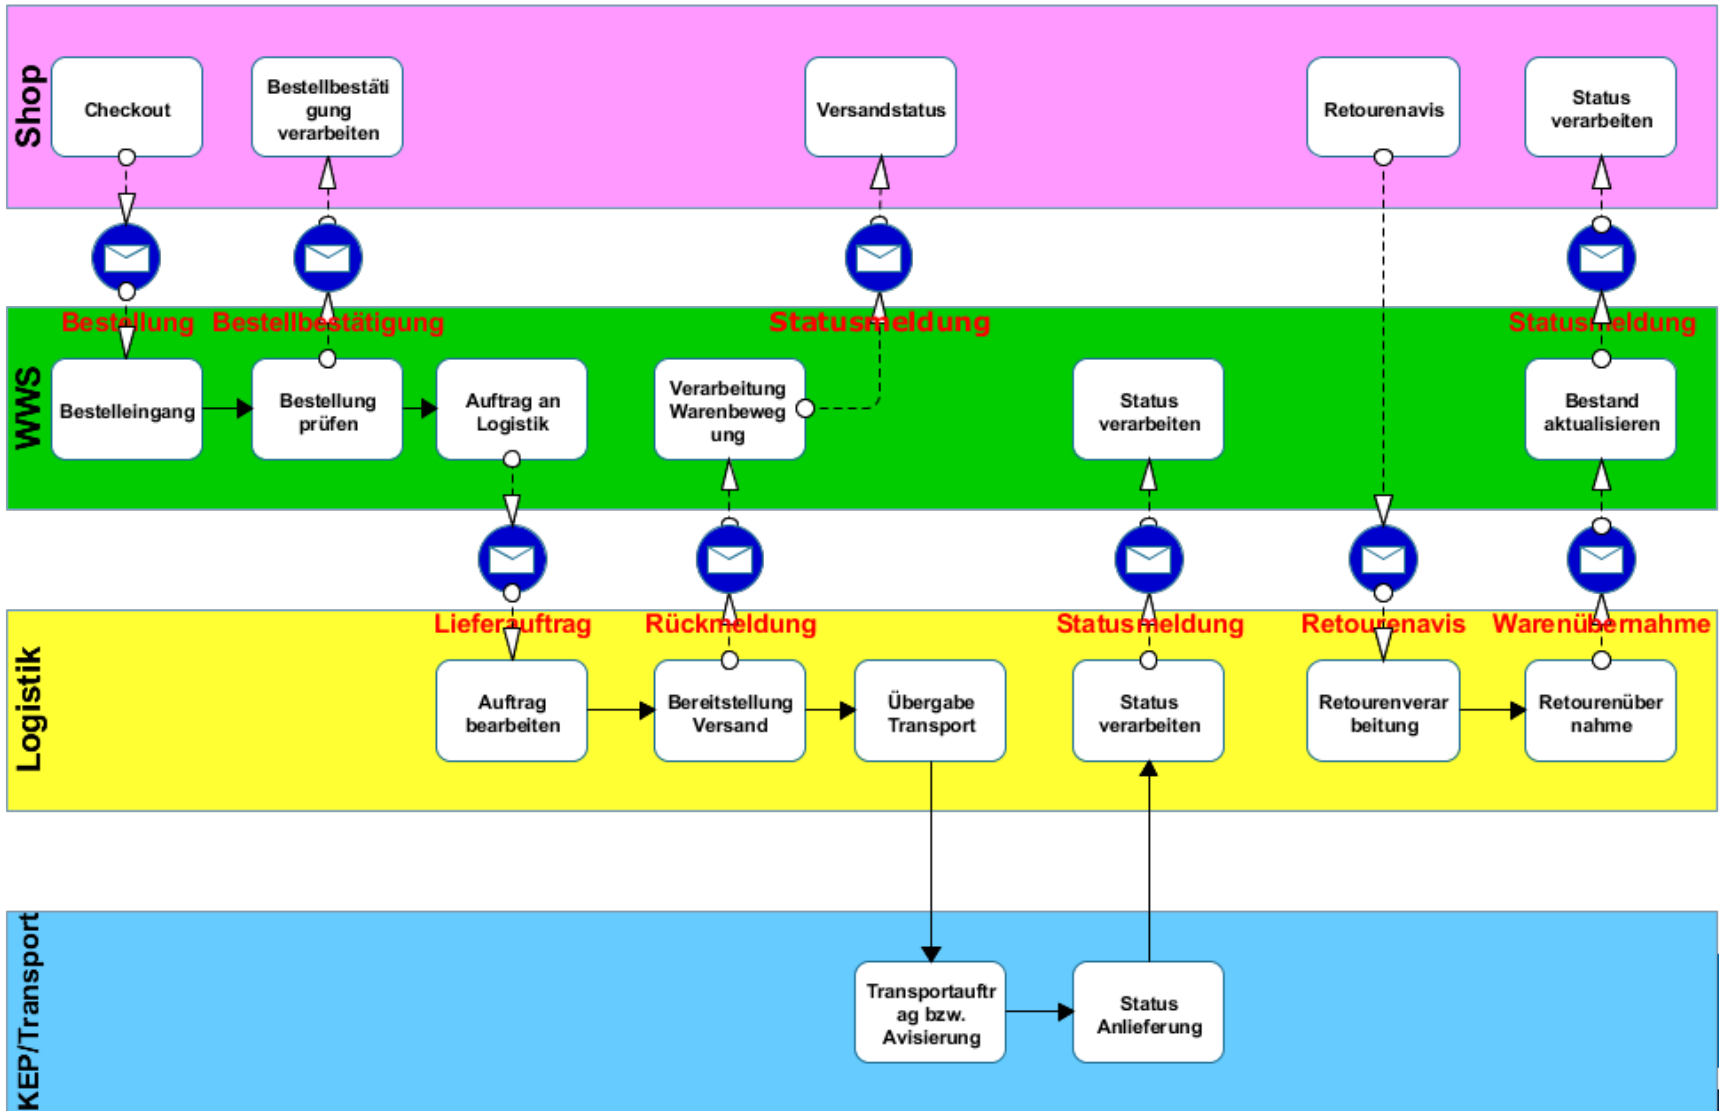 Shop
Checkout
Bestellbestäti
gung
verarbeiten
Versandstatus
Retourenavis
Status
verarbeiten
WWS
Bestellung
Bestellbestätigung
Statusmeldung
Statusmeldung
Bestelleingang
Bestellung
prüfen
Auftrag an
Logistik
Verarbeitung
Warenbeweg
ung
Status
verarbeiten
Bestand
aktualisieren
Logistik
Lieferauftrag
Rückmeldung
Statusmeldung
Retourenavis
Warenübernahme
Auftrag
bearbeiten
Bereitstellung
Versand
Übergabe
Transport
Status
verarbeiten
Retourenverar
beitung
Retourenüber
nahme
KEP/Transport
Transportauftr
ag bzw.
Avisierung
Status
Anlieferung